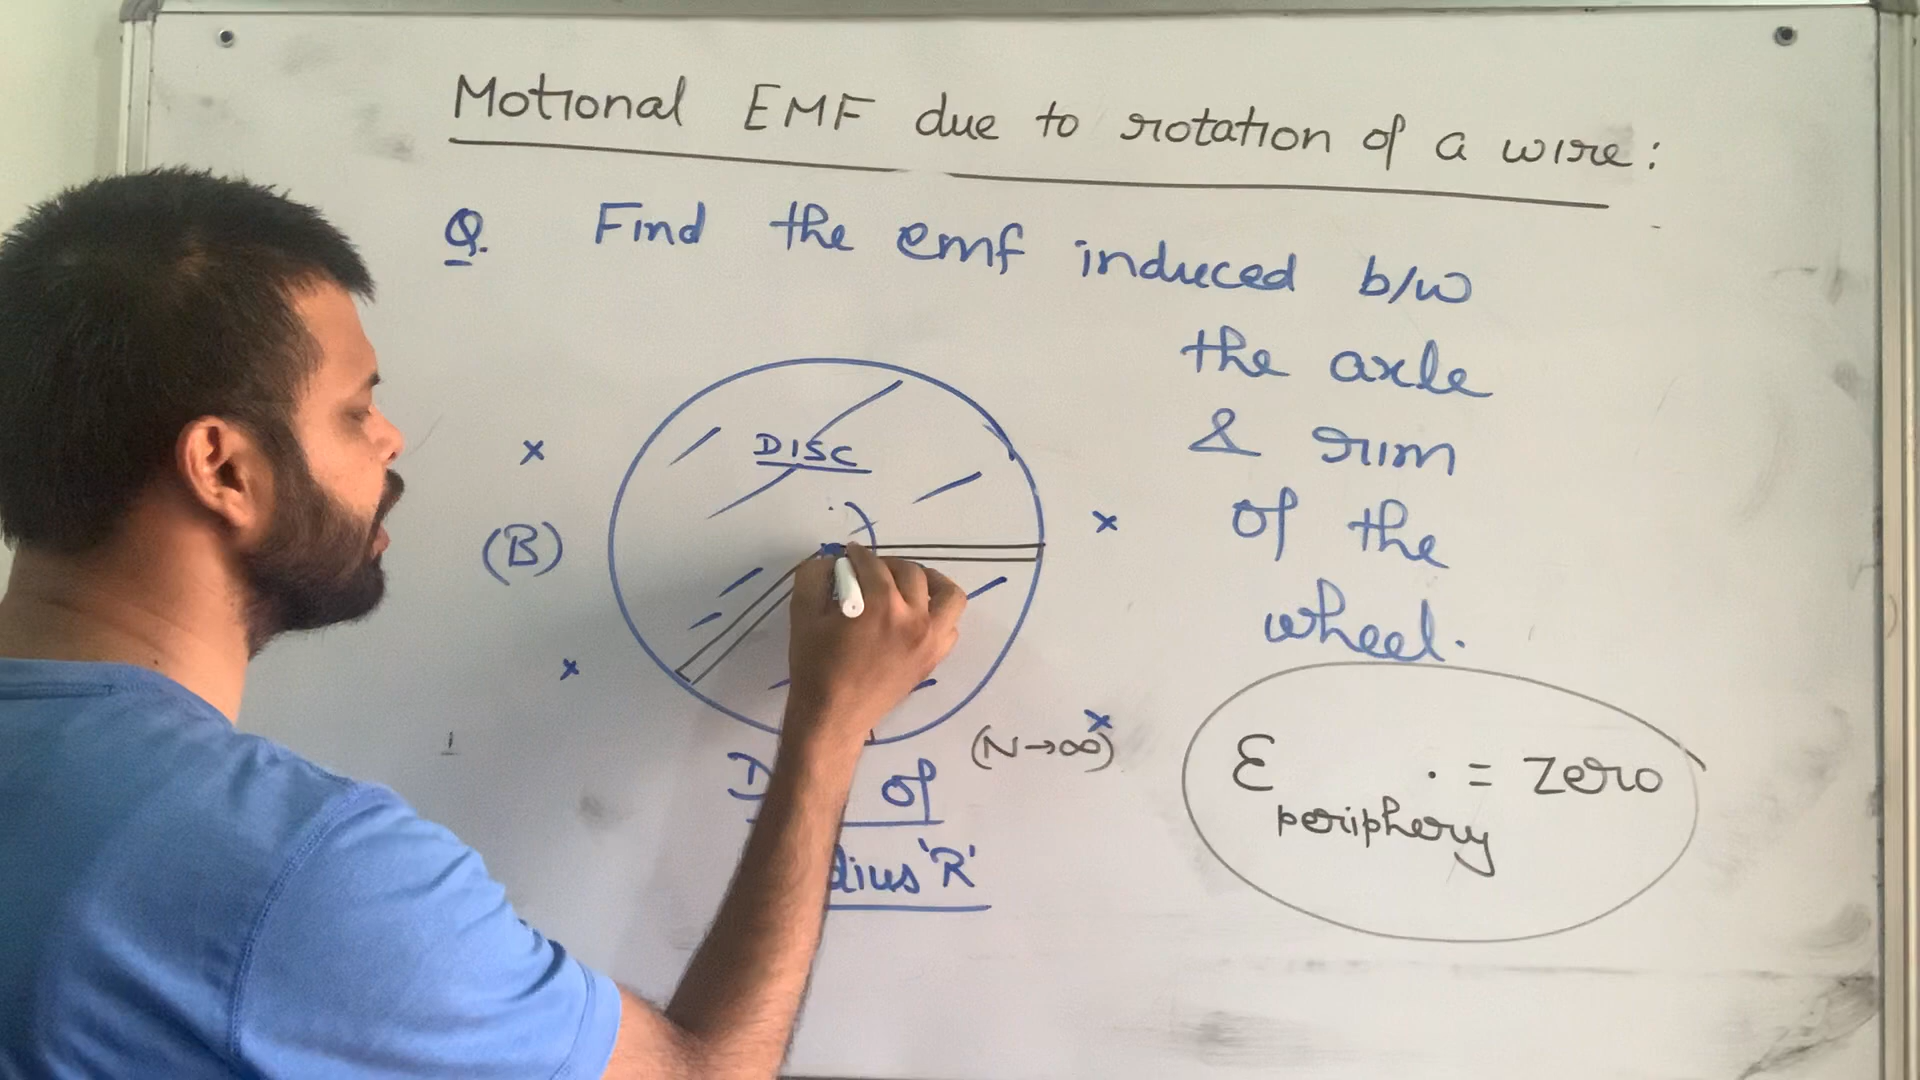 Motional EMF due to rotation of a wire:
Q. Find the emf induced b/w
the axle
& rim
of the
wheel.
DISC
x
(B)
x
x
x
(N→∞)
D of
dius 'R'
Ɛ periphery = zero